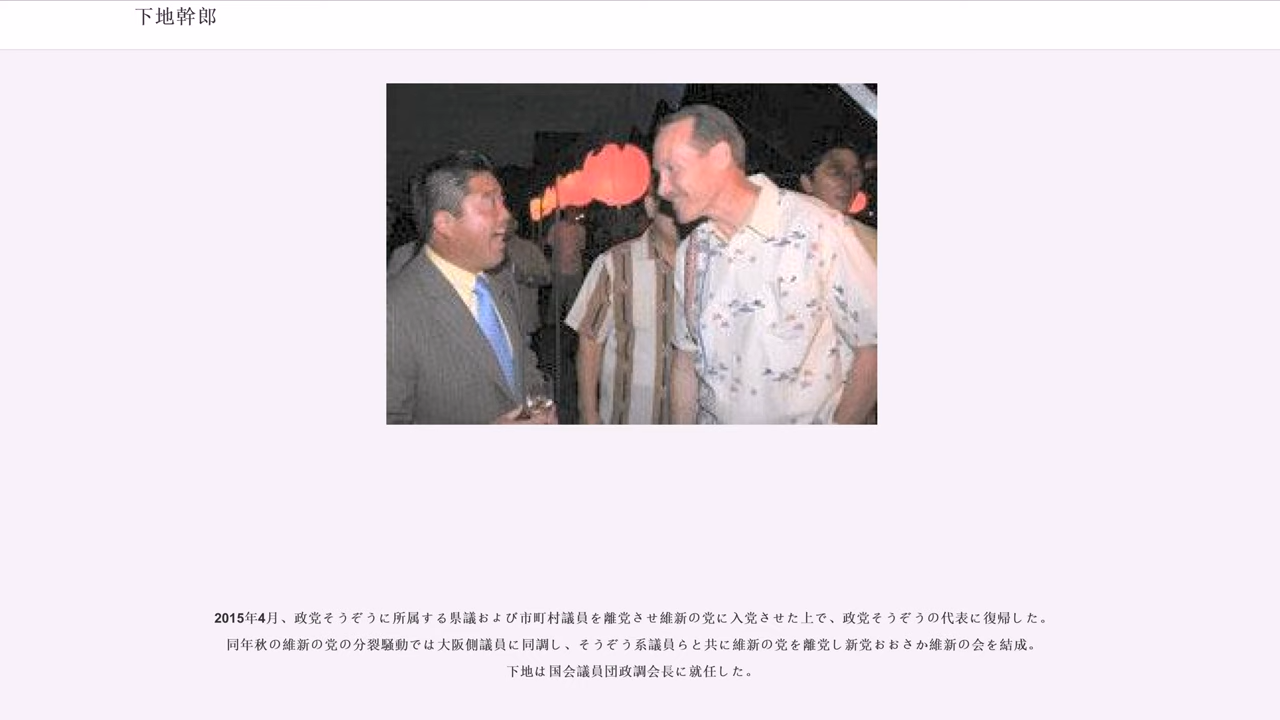 下地幹郎
2015年4月、政党そうぞうに所属する県議および市町村議員を離党させ維新の党に入党させた上で、政党そうぞうの代表に復帰した。
同年秋の維新の党の分裂騒動では大阪側議員に同調し、そうぞう系議員らと共に維新の党を離党し新党おおさか維新の会を結成。
下地は国会議員団政調会長に就任した。